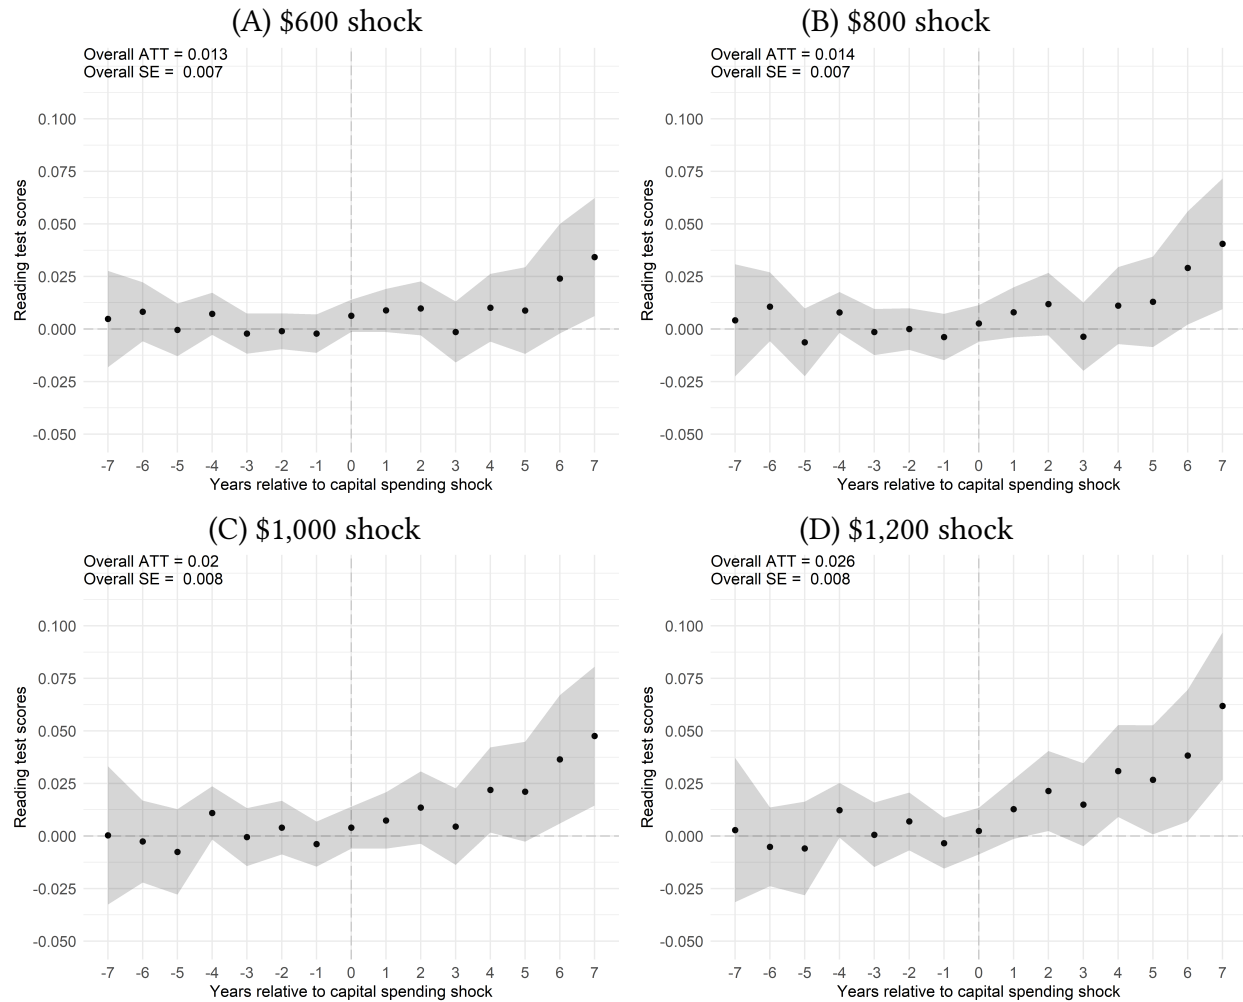 (A) $600 shock
Overall ATT = 0.013
Overall SE = 0.007
Reading test scores
0.100
0.075
0.050
0.025
0.000
-0.025
-0.050
-7 -6 -5 -4 -3 -2 -1 0 1 2 3 4 5 6 7
Years relative to capital spending shock
(B) $800 shock
Overall ATT = 0.014
Overall SE = 0.007
Reading test scores
0.100
0.075
0.050
0.025
0.000
-0.025
-0.050
-7 -6 -5 -4 -3 -2 -1 0 1 2 3 4 5 6 7
Years relative to capital spending shock
(C) $1,000 shock
Overall ATT = 0.02
Overall SE = 0.008
Reading test scores
0.100
0.075
0.050
0.025
0.000
-0.025
-0.050
-7 -6 -5 -4 -3 -2 -1 0 1 2 3 4 5 6 7
Years relative to capital spending shock
(D) $1,200 shock
Overall ATT = 0.026
Overall SE = 0.008
Reading test scores
0.100
0.075
0.050
0.025
0.000
-0.025
-0.050
-7 -6 -5 -4 -3 -2 -1 0 1 2 3 4 5 6 7
Years relative to capital spending shock